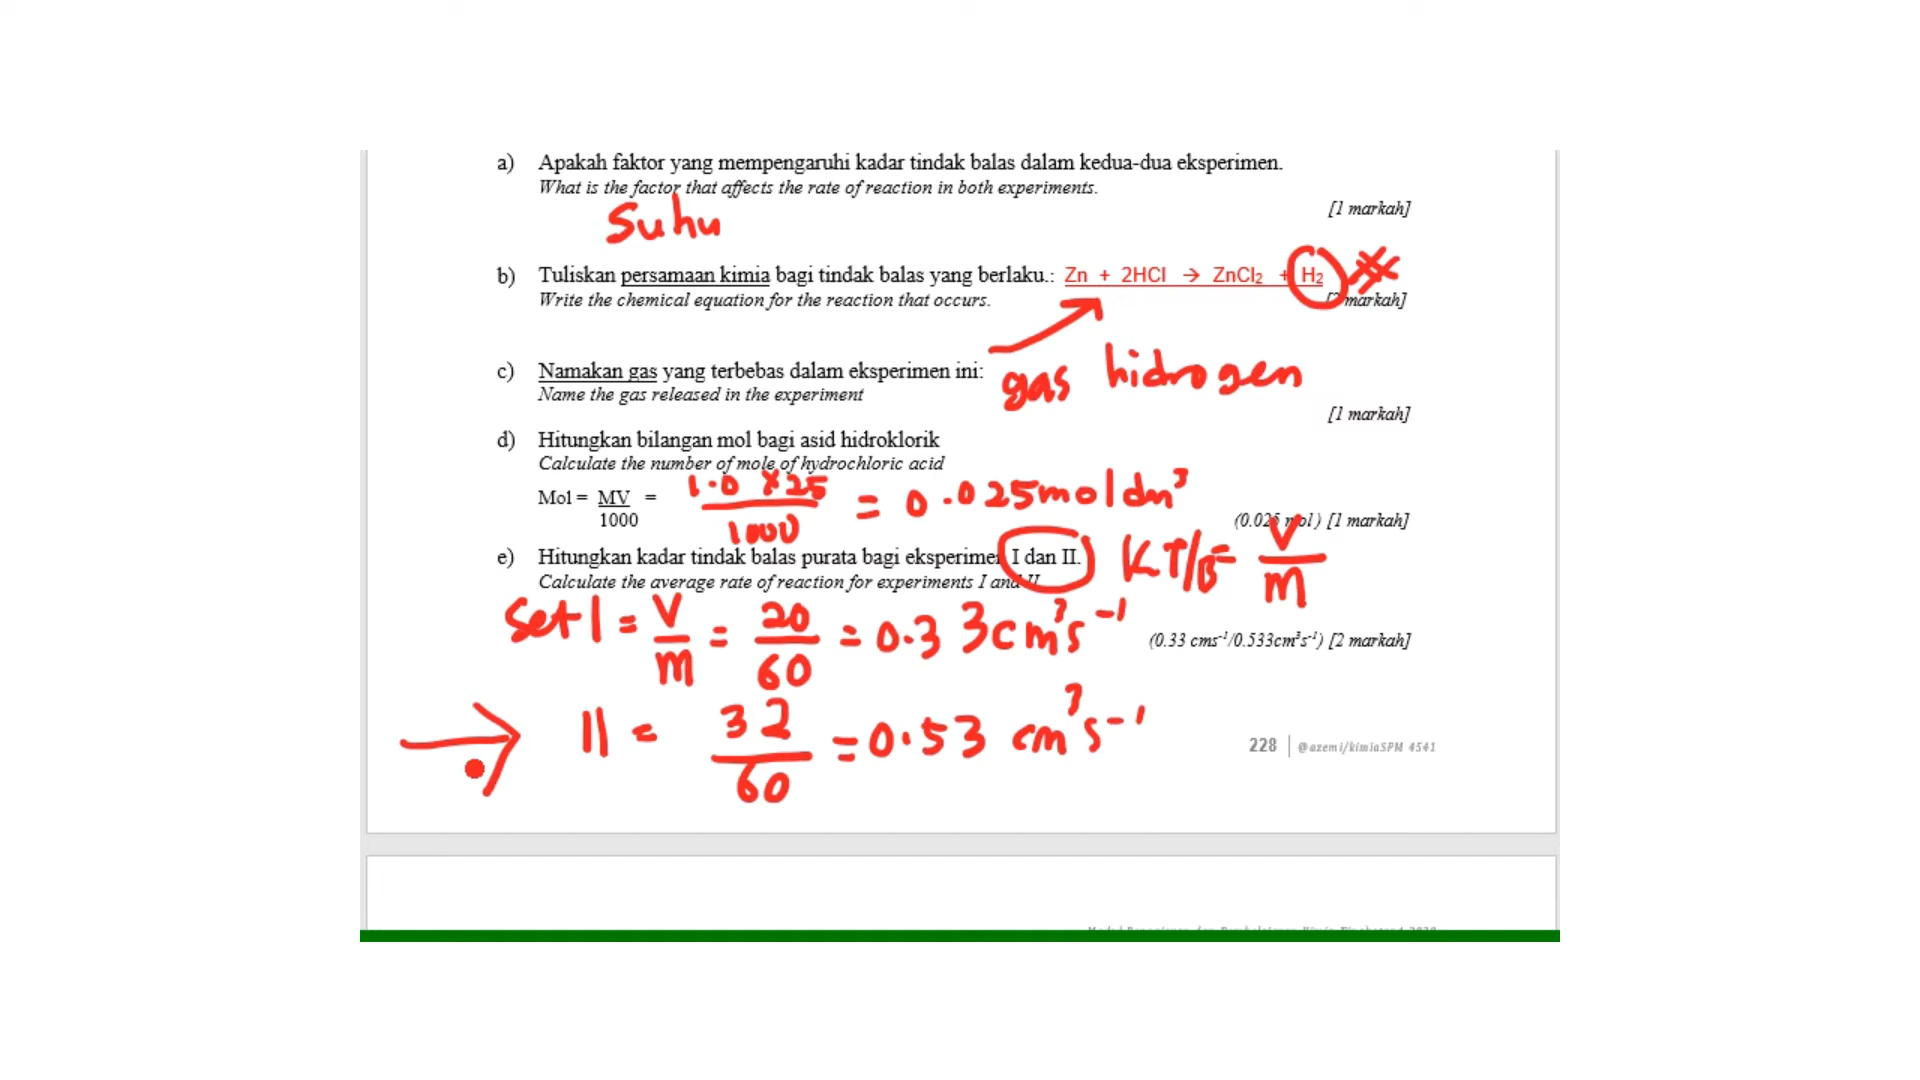 a) Apakah faktor yang mempengaruhi kadar tindak balas dalam kedua-dua eksperimen.
What is the factor that affects the rate of reaction in both experiments.
[1 markah]
Suhu
b) Tuliskan persamaan kimia bagi tindak balas yang berlaku.: Zn + 2HCl → ZnCl₂ + H₂
Write the chemical equation for the reaction that occurs.
markah]
c) Namakan gas yang terbebas dalam eksperimen ini: gas hidrogen
Name the gas released in the experiment
[1 markah]
d) Hitungkan bilangan mol bagi asid hidroklorik
Calculate the number of mole of hydrochloric acid
Mol = MV/1000 = 1.0 x 25/1000 = 0.025 mol dm³
(0.025 mol) [1 markah]
e) Hitungkan kadar tindak balas purata bagi eksperimen I dan II. KT/B = V/m
Calculate the average rate of reaction for experiments I and II
Set I = V/m = 20/60 = 0.33 cm³s⁻¹
(0.33 cms⁻¹/0.533cm³s⁻¹) [2 markah]
II = 32/60 = 0.53 cm³s⁻¹
228 | @azemi/kimiaSPM 4541